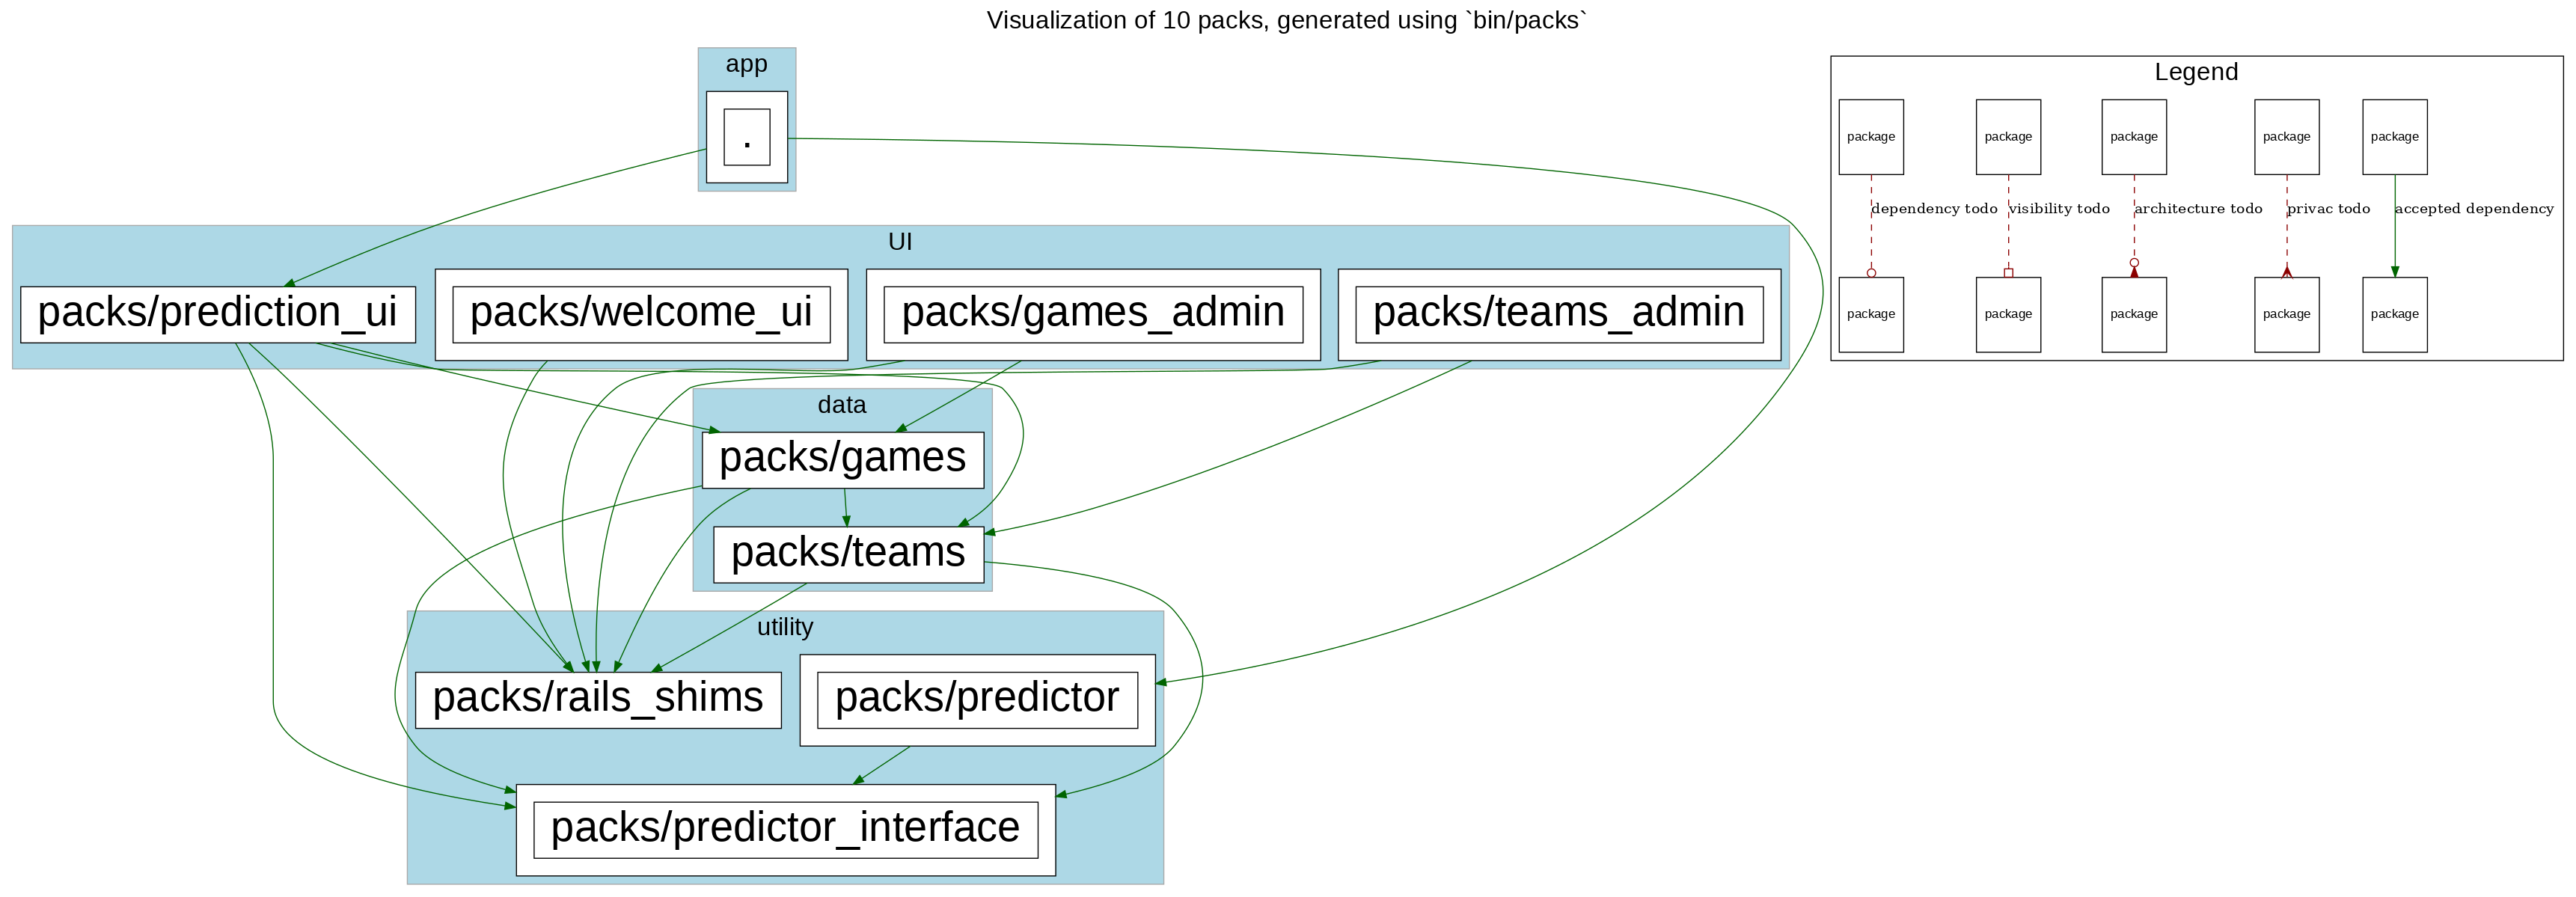 Visualization of 10 packs, generated using `bin/packs`
app
.
UI
packs/prediction_ui
packs/welcome_ui
packs/games_admin
packs/teams_admin
data
packs/games
packs/teams
utility
packs/rails_shims
packs/predictor
packs/predictor_interface
Legend
package
package
package
package
package
dependency todo
visibility todo
architecture todo
privac todo
accepted dependency
package
package
package
package
package